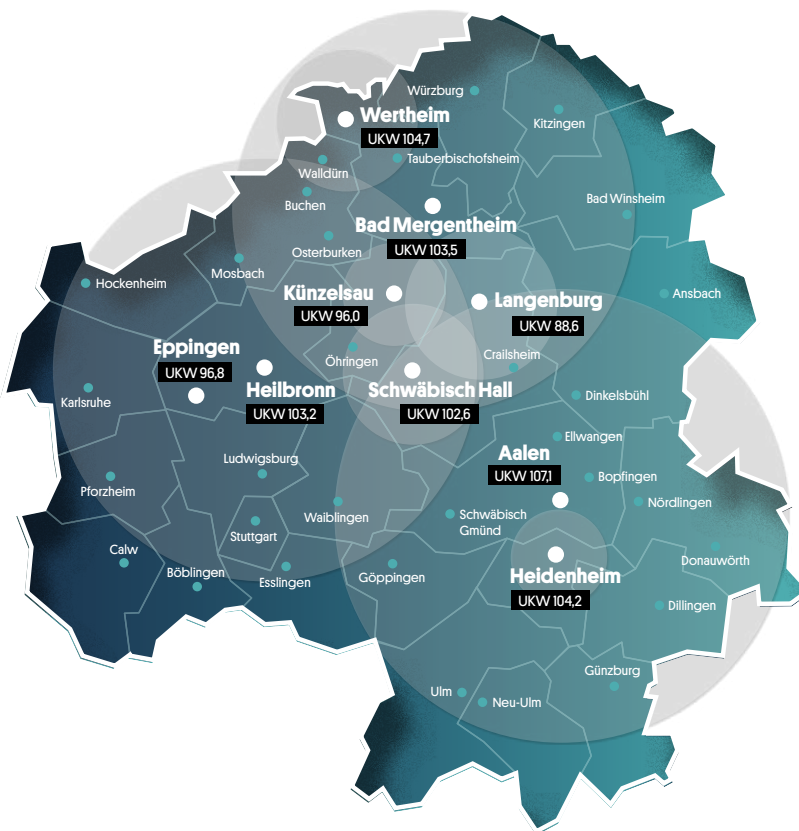 Würzburg
Wertheim
UKW 104,7
Kitzingen
Tauberbischofsheim
Walldürn
Buchen
Bad Winsheim
Bad Mergentheim
UKW 103,5
Osterburken
Mosbach
Hockenheim
Künzelsau
UKW 96,0
Langenburg
UKW 88,6
Ansbach
Eppingen
UKW 96,8
Öhringen
Crailsheim
Heilbronn
UKW 103,2
Schwäbisch Hall
UKW 102,6
Karlsruhe
Dinkelsbühl
Ellwangen
Aalen
UKW 107,1
Ludwigsburg
Bopfingen
Pforzheim
Nördlingen
Waiblingen
Schwäbisch
Gmünd
Stuttgart
Calw
Böblingen
Esslingen
Göppingen
Heidenheim
UKW 104,2
Donauwörth
Dillingen
Günzburg
Ulm
Neu-Ulm